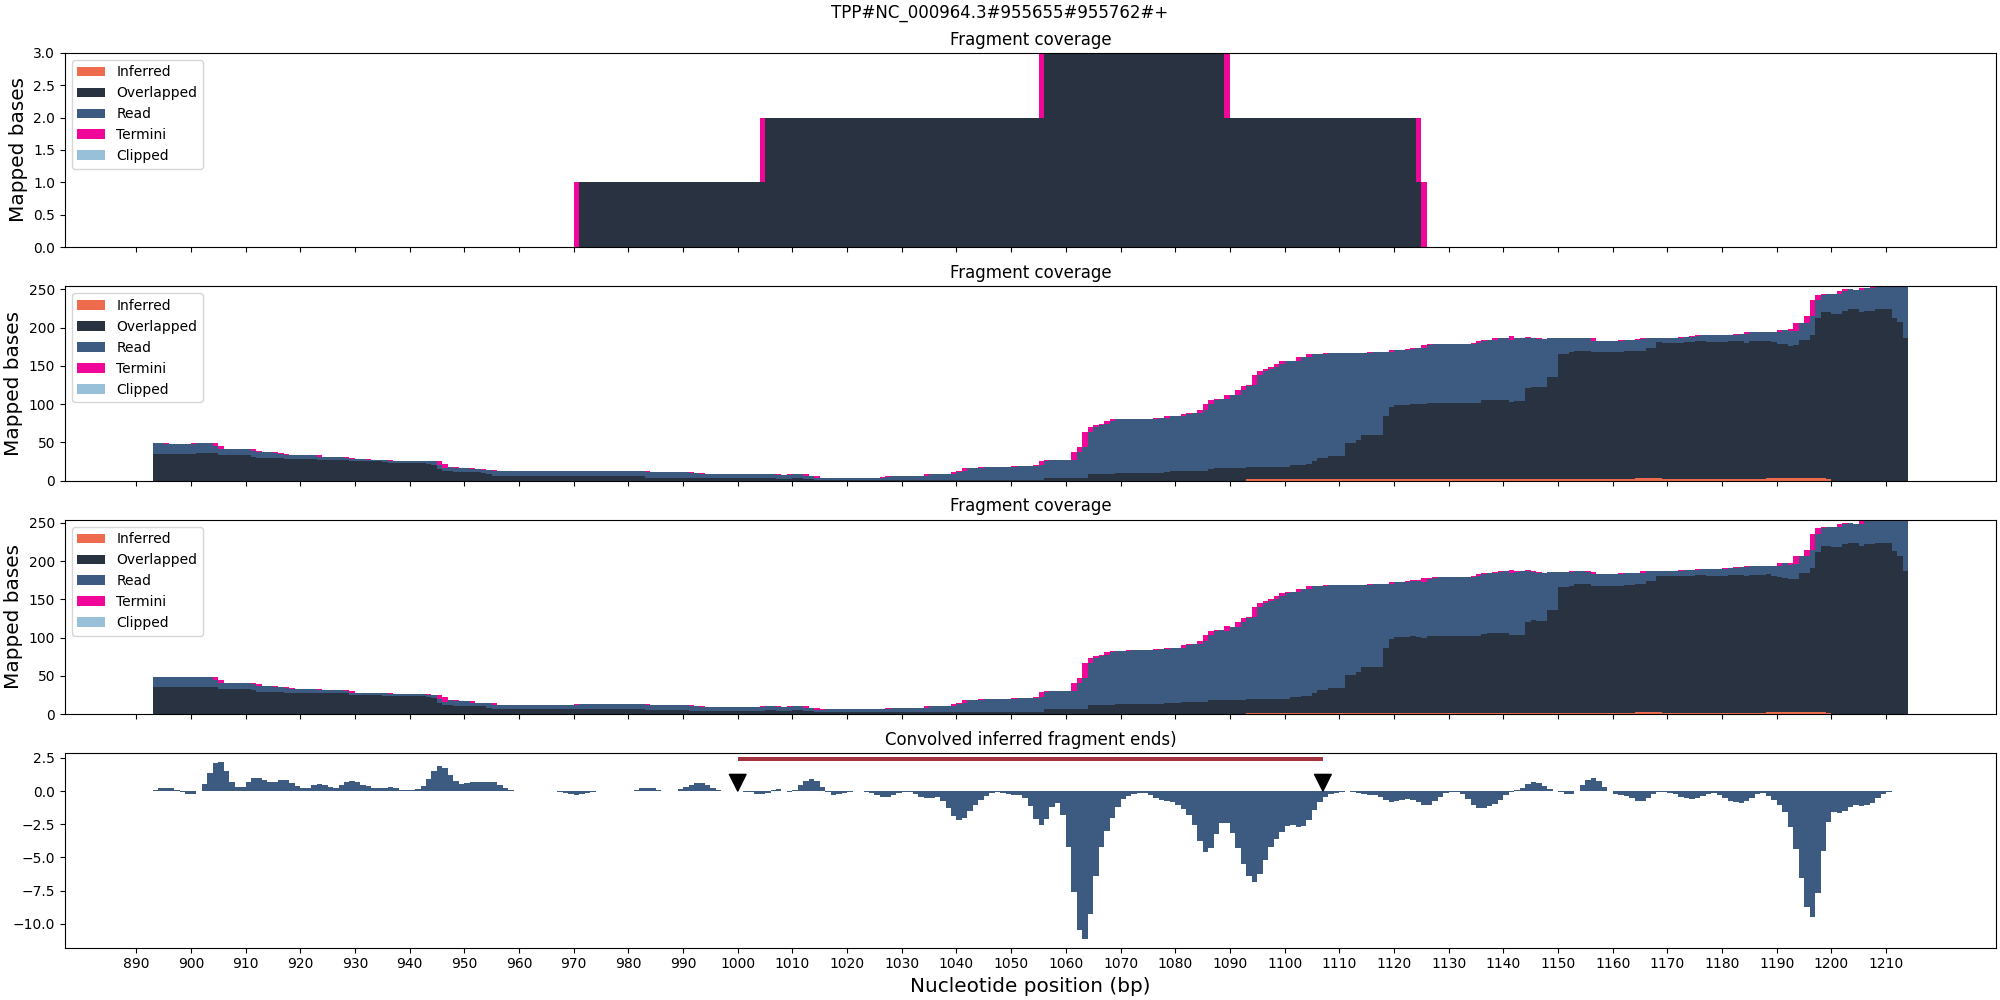 TPP#NC_000964.3#955655#955762#+
Fragment coverage
Mapped bases
3.0
2.5
2.0
1.5
1.0
0.5
0.0
Inferred
Overlapped
Read
Termini
Clipped
Fragment coverage
Mapped bases
250
200
150
100
50
0
Inferred
Overlapped
Read
Termini
Clipped
Fragment coverage
Mapped bases
250
200
150
100
50
0
Inferred
Overlapped
Read
Termini
Clipped
Convolved inferred fragment ends)
2.5
0.0
−2.5
−5.0
−7.5
−10.0
890 900 910 920 930 940 950 960 970 980 990 1000 1010 1020 1030 1040 1050 1060 1070 1080 1090 1100 1110 1120 1130 1140 1150 1160 1170 1180 1190 1200 1210
Nucleotide position (bp)